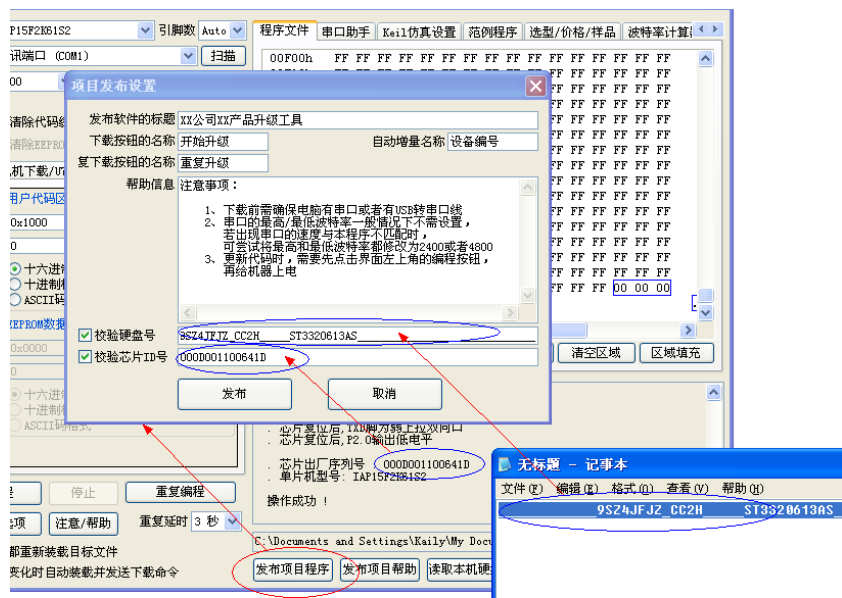 P15F2K61S2 引脚数 Auto 程序文件 串口助手 Keil仿真设置 范例程序 选型/价格/样品 波特率计算
讯端口 (COM1) 扫描 00F00h FF FF FF FF FF FF FF FF FF FF FF FF FF FF FF FF
00 项目发布设置
发布软件的标题 XX公司XX产品升级工具
下载按钮的名称 开始升级 自动增量名称 设备编号
复下载按钮的名称 重复升级
帮助信息 注意事项：
1、下载前需确保电脑有串口或者有USB转串口线
2、串口的最高/最低波特率一般情况下不需设置，
若出现串口的速度与本程序不匹配时，
可尝试将最高和最低波特率都修改为2400或者4800
3、更新代码时，需要先点击界面左上角的编程按钮，
再给机器上电
校验硬盘号 9SZ4JFJZ_CC2H____ST3320613AS
校验芯片ID号 000D001100641D
发布 取消
清除代码
清除EEPR
机下载/U
用户代码区
0x1000
0
十六进制
十进制
ASCII码
EEPROM数据
0x0000
0
十六进
十进制
ASCII码格式
FF FF FF FF FF
FF FF FF 00 00 00
清空区域 区域填充
. 芯片复位后,TXD脚为弱上拉双向口
. 芯片复位后,P2.0输出低电平
. 芯片出厂序列号 : 000D001100641D
. 单片机型号: IAP15F2K61S2
操作成功 !
停止 重复编程
选项 注意/帮助 重复延时 3 秒
都重新装载目标文件
变化时自动装载并发送下载命令
C:\Documents and Settings\Kaily\My Docu
发布项目程序 发布项目帮助 读取本机硬
无标题 - 记事本
文件(F) 编辑(E) 格式(O) 查看(V) 帮助(H)
9SZ4JFJZ_CC2H ST3320613AS